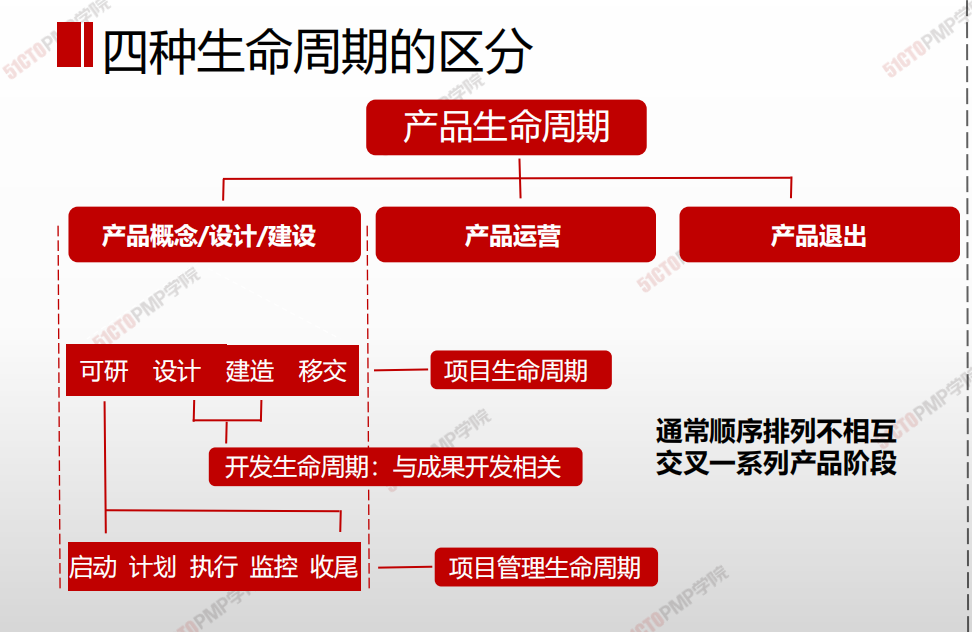 四种生命周期的区分
产品生命周期
产品概念/设计/建设
产品运营
产品退出
可研 设计 建造 移交
项目生命周期
通常顺序排列不相互
交叉一系列产品阶段
开发生命周期：与成果开发相关
启动 计划 执行 监控 收尾
项目管理生命周期
51CTOPMP学院